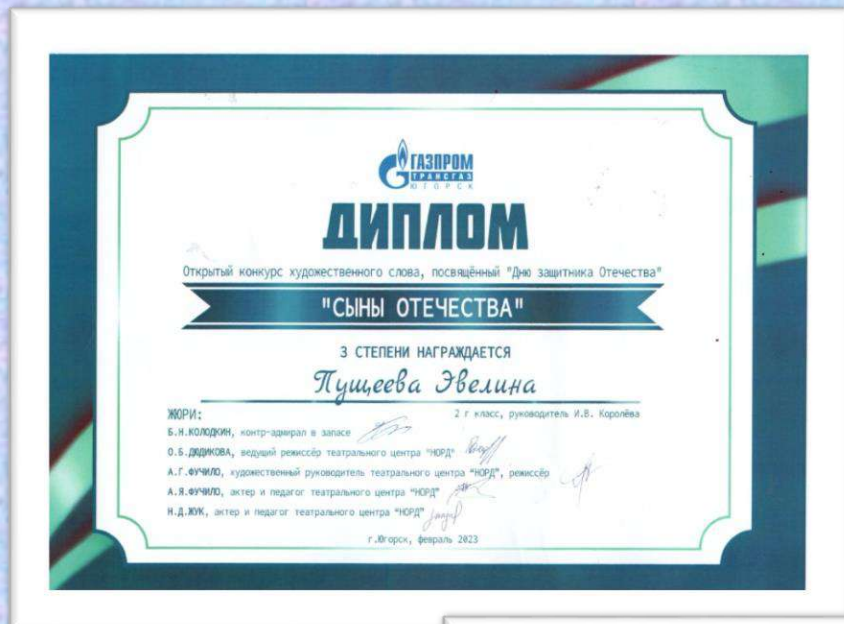 ГАЗПРОМ
ТРАНСГАЗ
ЮГОРСК
ДИПЛОМ
Открытый конкурс художественного слова, посвящённый "Дню защитника Отечества"
"СЫНЫ ОТЕЧЕСТВА"
3 СТЕПЕНИ НАГРАЖДАЕТСЯ
Пущеева Эвелина
2 г класс, руководитель И.В. Королёва
ЖЮРИ:
Б.Н.КОЛОДКИН, контр-адмирал в запасе
О.Б.ДЮДИКОВА, ведущий режиссёр театрального центра "НОРД"
А.Г.ФУЧИЛО, художественный руководитель театрального центра "НОРД", режиссёр
А.Я.ФУЧИЛО, актер и педагог театрального центра "НОРД"
Н.Д.ЖУК, актер и педагог театрального центра "НОРД"
г.Югорск, февраль 2023